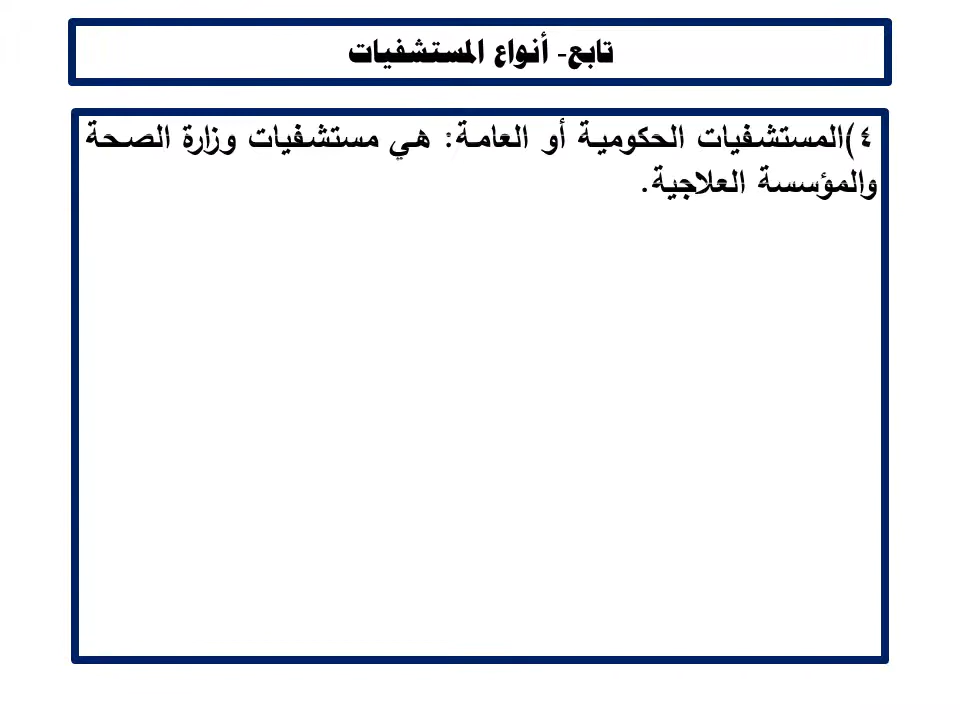 تابع- أنواع المستشفيات
٤)المستشفيات الحكومية أو العامة: هي مستشفيات وزارة الصحة
والمؤسسة العلاجية.